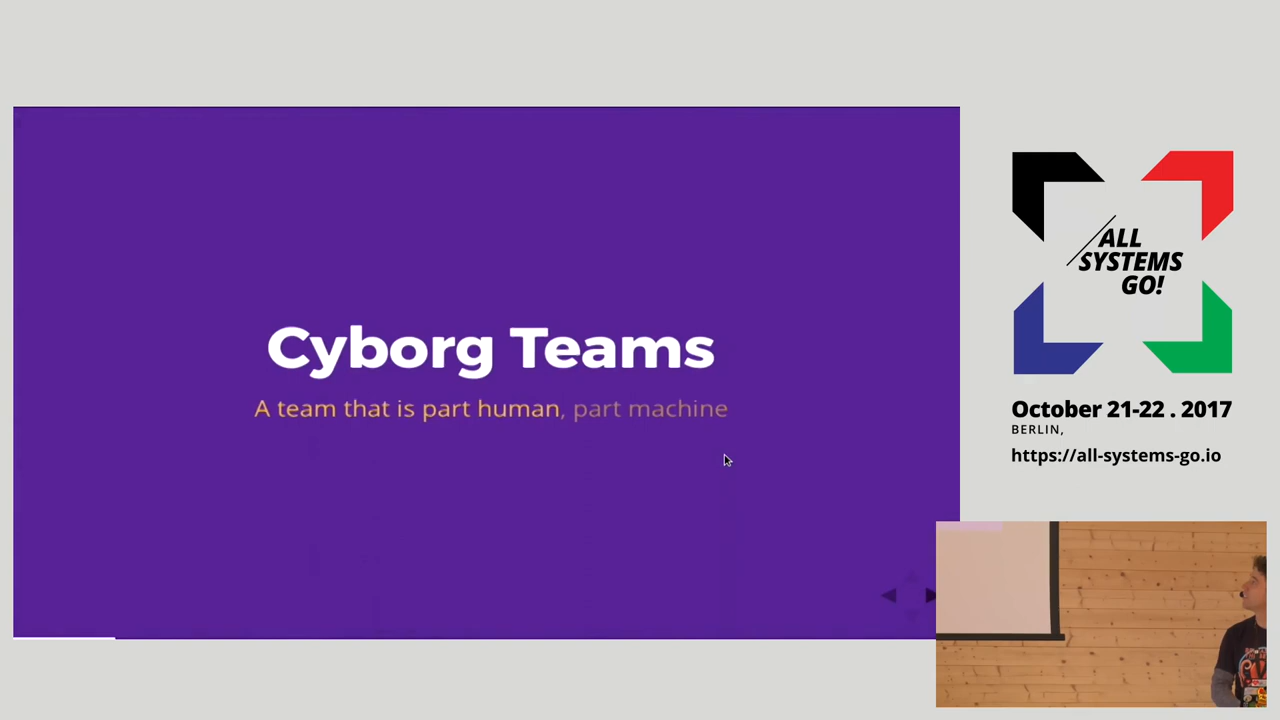 Cyborg Teams
A team that is part human, part machine
ALL
SYSTEMS
GO!
October 21-22 . 2017
BERLIN,
https://all-systems-go.io